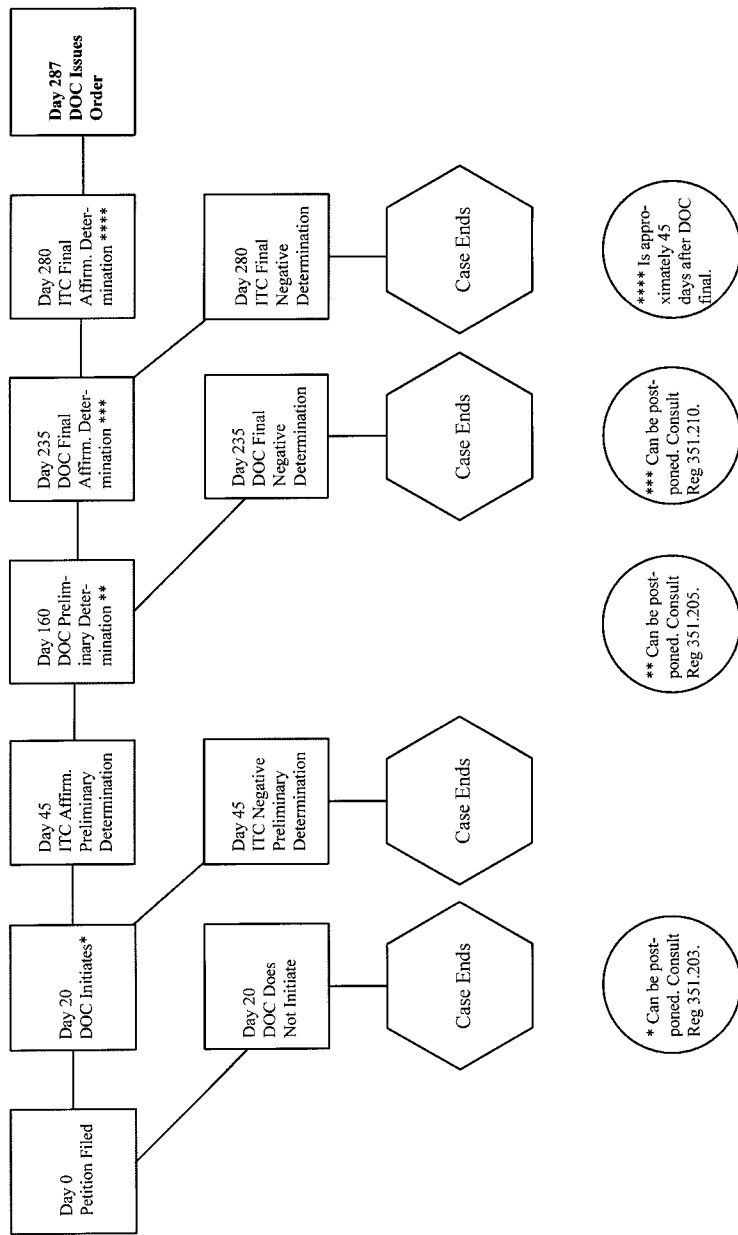 Day 0
Petition Filed
Day 20
DOC Initiates*
Day 45
ITC Affirm.
Preliminary
Determination
Day 160
DOC Prelim-
inary Deter-
mination **
Day 235
DOC Final
Affirm. Deter-
mination ***
Day 280
ITC Final
Affirm. Deter-
mination ****
Day 287
DOC Issues
Order
Day 20
DOC Does
Not Initiate
Day 45
ITC Negative
Preliminary
Determination
Day 235
DOC Final
Negative
Determination
Day 280
ITC Final
Negative
Determination
Case Ends
Case Ends
Case Ends
Case Ends
* Can be post-
poned. Consult
Reg 351.203.
** Can be post-
poned. Consult
Reg 351.205.
*** Can be post-
poned. Consult
Reg 351.210.
**** Is appro-
ximately 45
days after DOC
final.